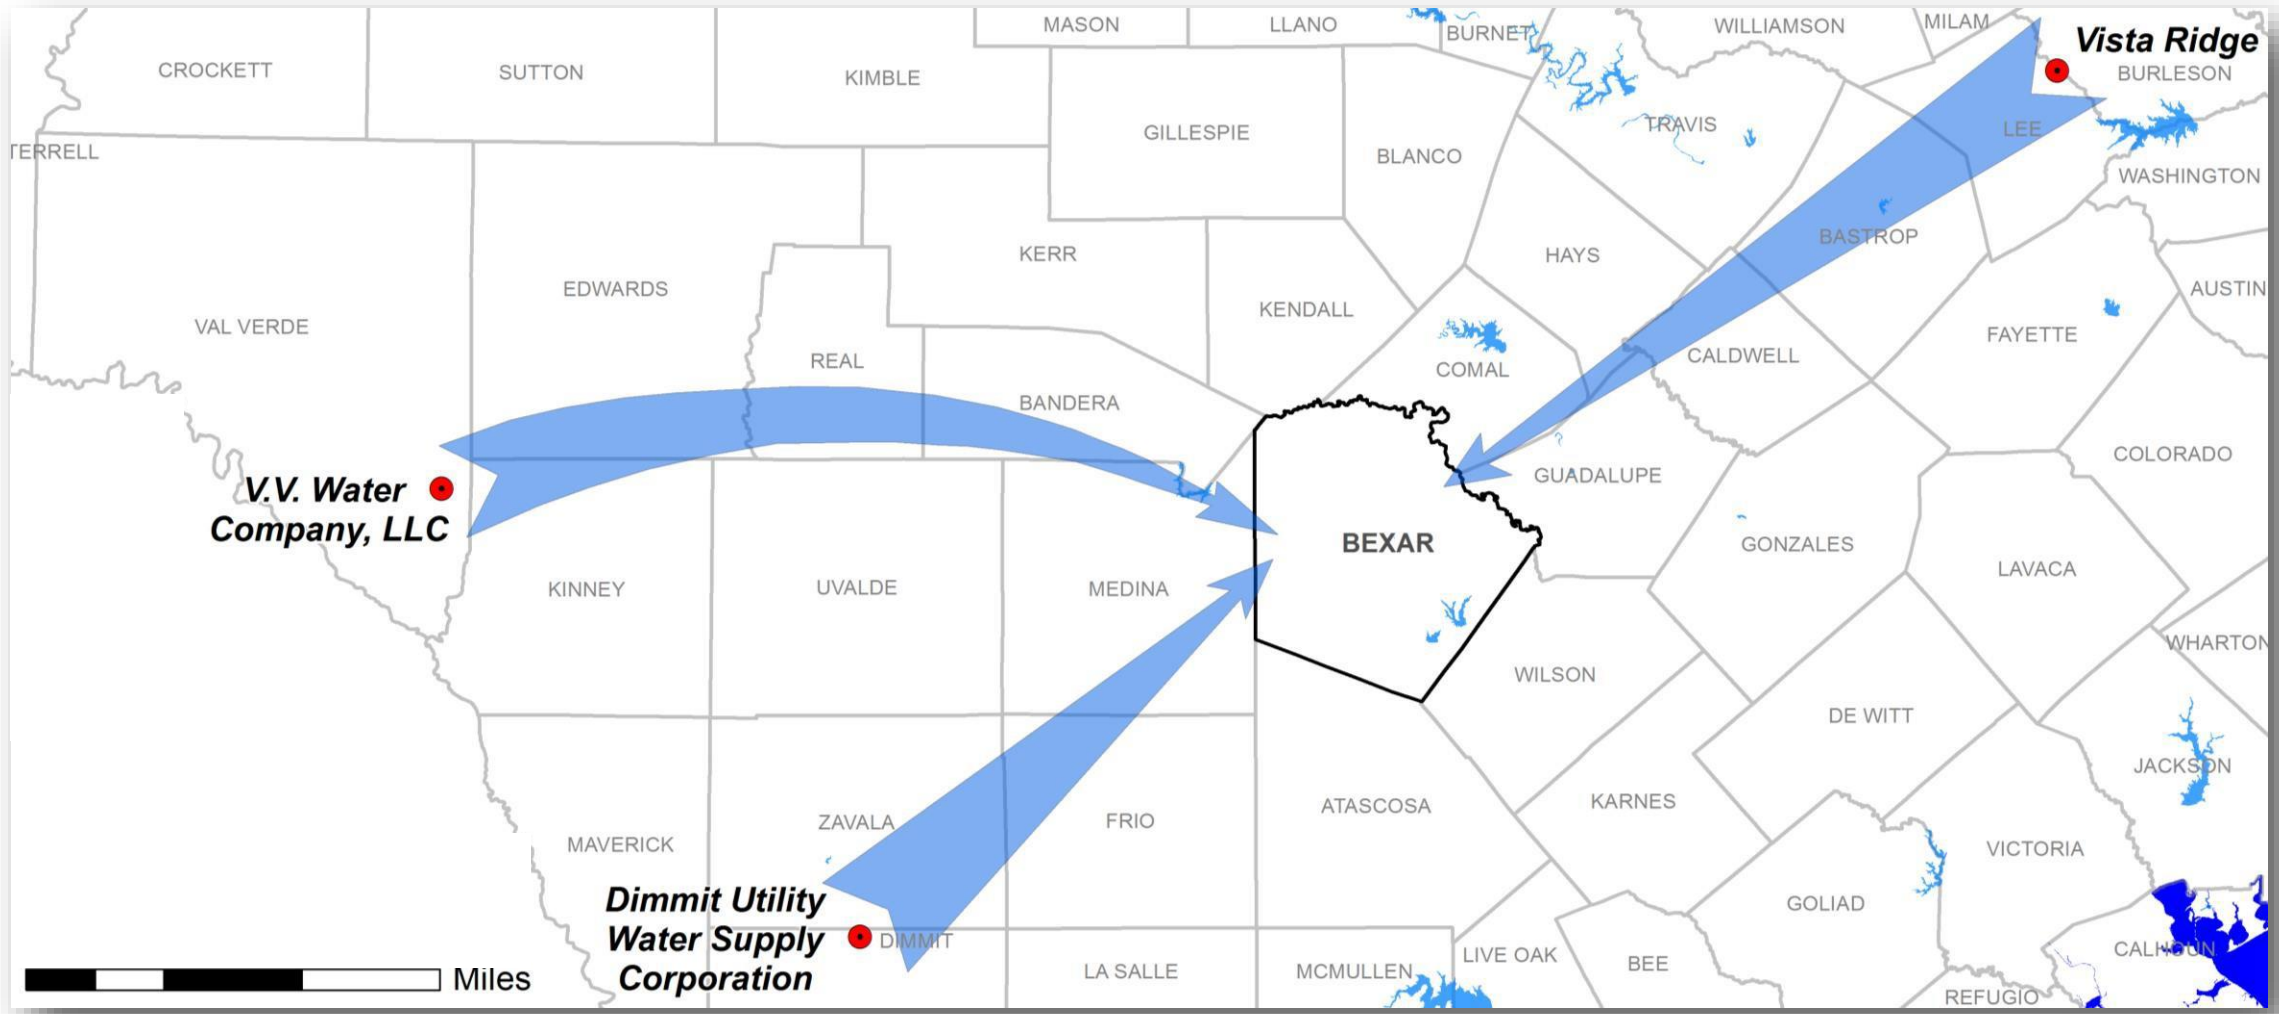 MASON
LLANO
BURNET
WILLIAMSON
MILAM
Vista Ridge
CROCKETT
SUTTON
KIMBLE
BURLESON
GILLESPIE
TRAVIS
LEE
TERRELL
BLANCO
WASHINGTON
KERR
HAYS
BASTROP
EDWARDS
KENDALL
AUSTIN
VAL VERDE
FAYETTE
REAL
COMAL
CALDWELL
BANDERA
COLORADO
V.V. Water
Company, LLC
GUADALUPE
BEXAR
GONZALES
LAVACA
KINNEY
UVALDE
MEDINA
WHARTON
WILSON
DE WITT
JACKSON
ZAVALA
FRIO
ATASCOSA
KARNES
MAVERICK
VICTORIA
Dimmit Utility
Water Supply
Corporation
DIMMIT
GOLIAD
CALHOUN
LIVE OAK
BEE
LA SALLE
MCMULLEN
REFUGIO
Miles